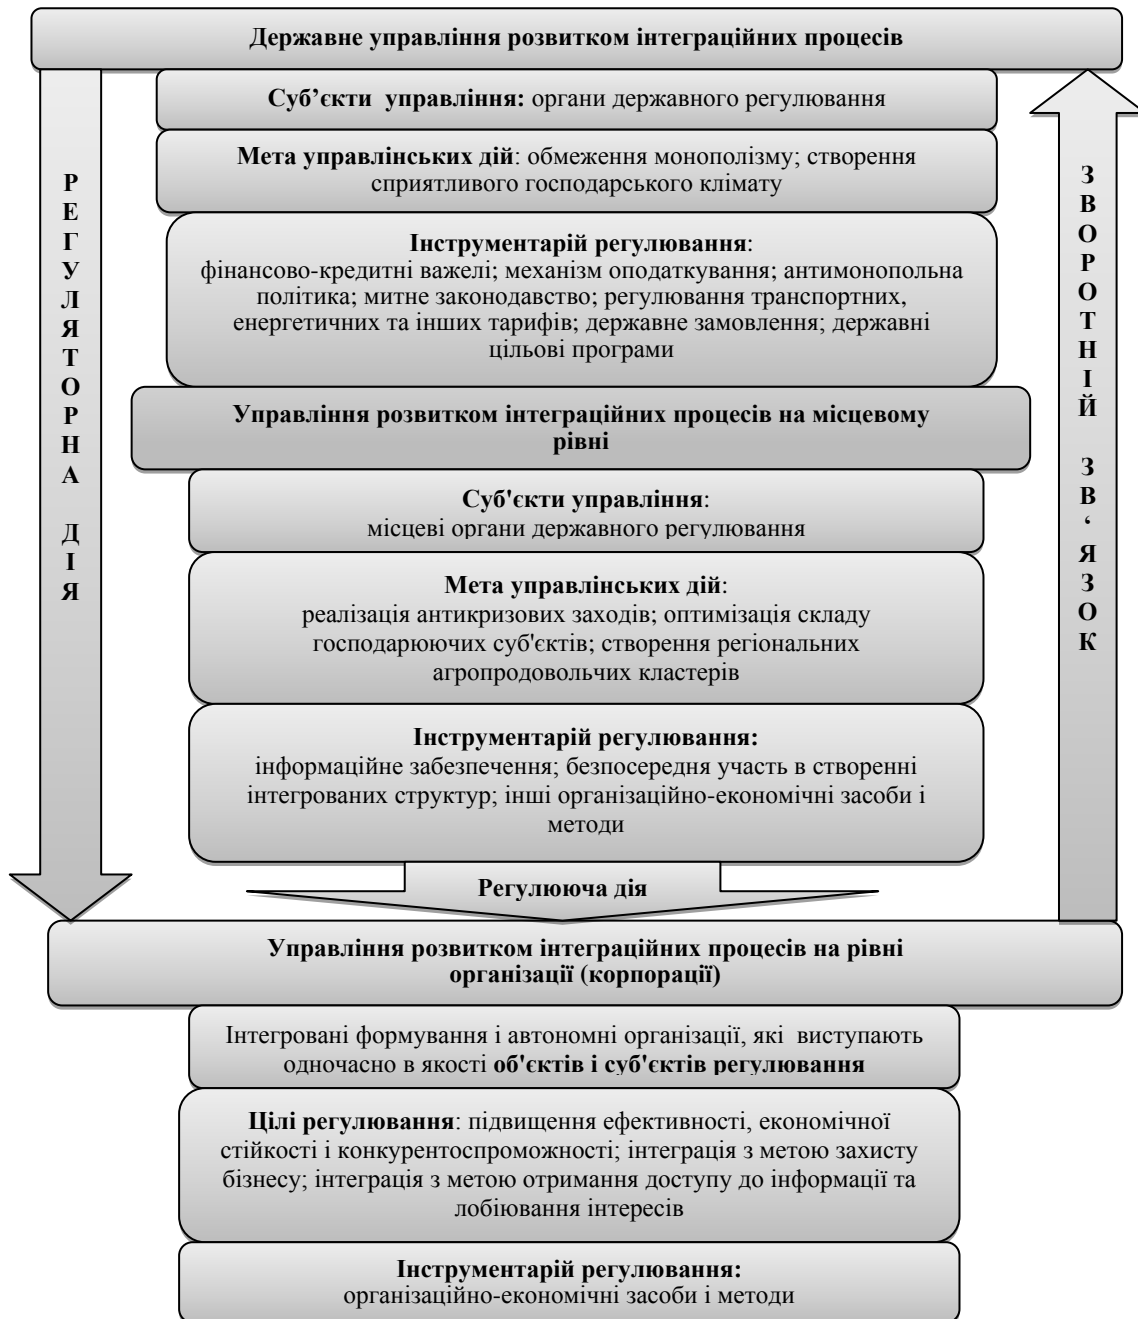 Державне управління розвитком інтеграційних процесів
Суб’єкти управління: органи державного регулювання
Мета управлінських дій: обмеження монополізму; створення
сприятливого господарського клімату
Інструментарій регулювання:
фінансово-кредитні важелі; механізм оподаткування; антимонопольна
політика; митне законодавство; регулювання транспортних,
енергетичних та інших тарифів; державне замовлення; державні
цільові програми
Управління розвитком інтеграційних процесів на місцевому
рівні
Суб'єкти управління:
місцеві органи державного регулювання
Мета управлінських дій:
реалізація антикризових заходів; оптимізація складу
господарюючих суб'єктів; створення регіональних
агропродовольчих кластерів
Інструментарій регулювання:
інформаційне забезпечення; безпосередня участь в створенні
інтегрованих структур; інші організаційно-економічні засоби і
методи
Регулююча дія
Управління розвитком інтеграційних процесів на рівні
організації (корпорації)
Інтегровані формування і автономні організації, які виступають
одночасно в якості об'єктів і суб'єктів регулювання
Цілі регулювання: підвищення ефективності, економічної
стійкості і конкурентоспроможності; інтеграція з метою захисту
бізнесу; інтеграція з метою отримання доступу до інформації та
лобіювання інтересів
Інструментарій регулювання:
організаційно-економічні засоби і методи
РЕГУЛЯТОРНА ДІЯ
ЗВОРОТНІЙ ЗВ‘ЯЗОК